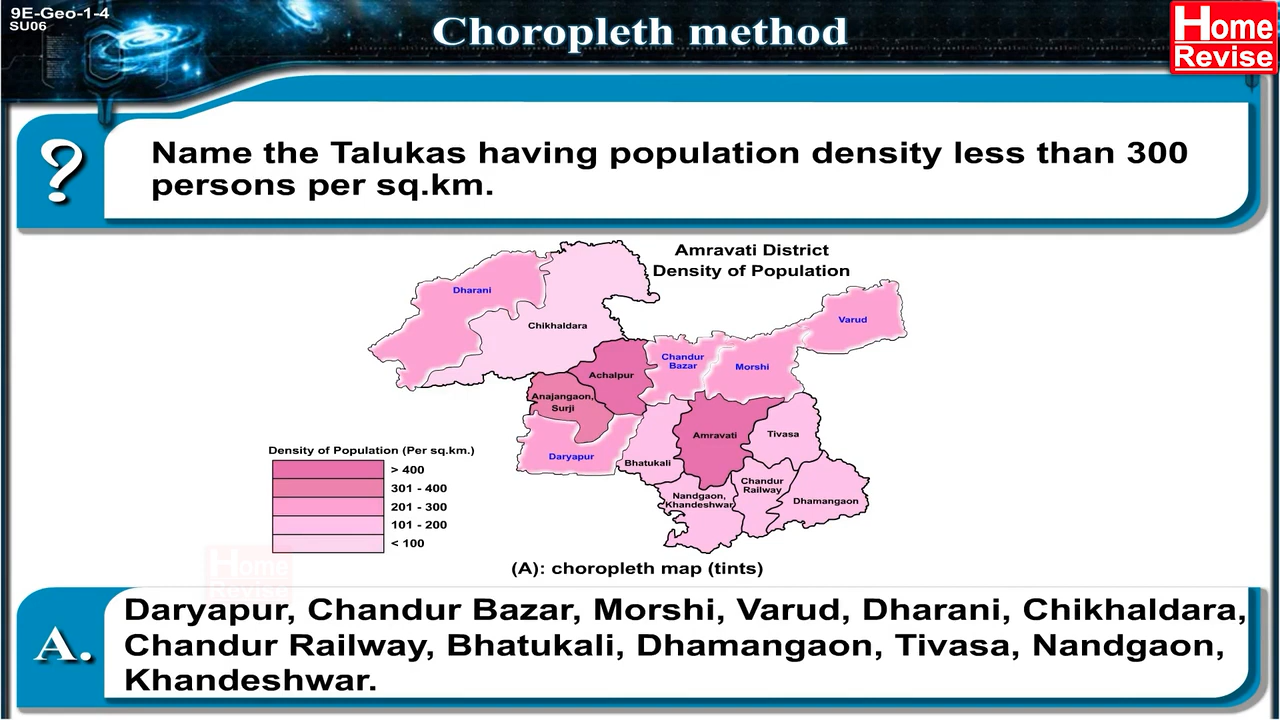 9E-Geo-1-4
SU06
Choropleth method
Home
Revise
?
Name the Talukas having population density less than 300
persons per sq.km.
Amravati District
Density of Population
Dharani
Chikhaldara
Varud
Chandur
Bazar
Morshi
Achalpur
Anajangaon,
Surji
Amravati
Tivasa
Daryapur
Bhatukali
Chandur
Railway
Nandgaon,
Khandeshwar
Dhamangaon
Density of Population (Per sq.km.)
> 400
301 - 400
201 - 300
101 - 200
< 100
Home
Revise
(A): choropleth map (tints)
A.
Daryapur, Chandur Bazar, Morshi, Varud, Dharani, Chikhaldara,
Chandur Railway, Bhatukali, Dhamangaon, Tivasa, Nandgaon,
Khandeshwar.